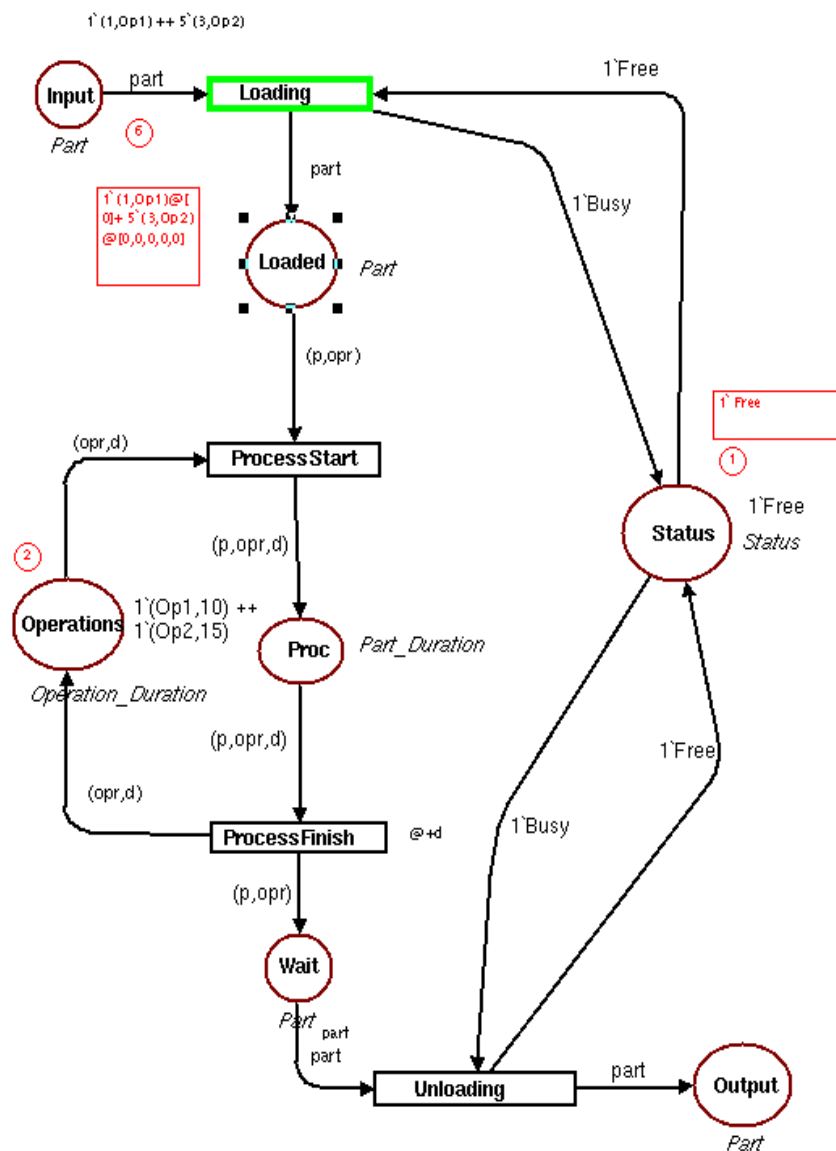 1`(1,Op1) ++ 5`(3,Op2)
1`Free
part
Input
Loading
6
Part
part
1`(1,Op1)@[
0]+ 5`(3,Op2)
@[0,0,0,0,0]
1`Busy
Loaded
Part
(p,opr)
1` Free
(opr,d)
ProcessStart
1
1`Free
Status
Status
(p,opr,d)
2
Operations
1`(Op1,10) ++
1`(Op2,15)
Proc
Part_Duration
Operation_Duration
(p,opr,d)
1`Free
(opr,d)
ProcessFinish
@+d
1`Busy
(p,opr)
Wait
Part
part
part
Unloading
part
Output
Part